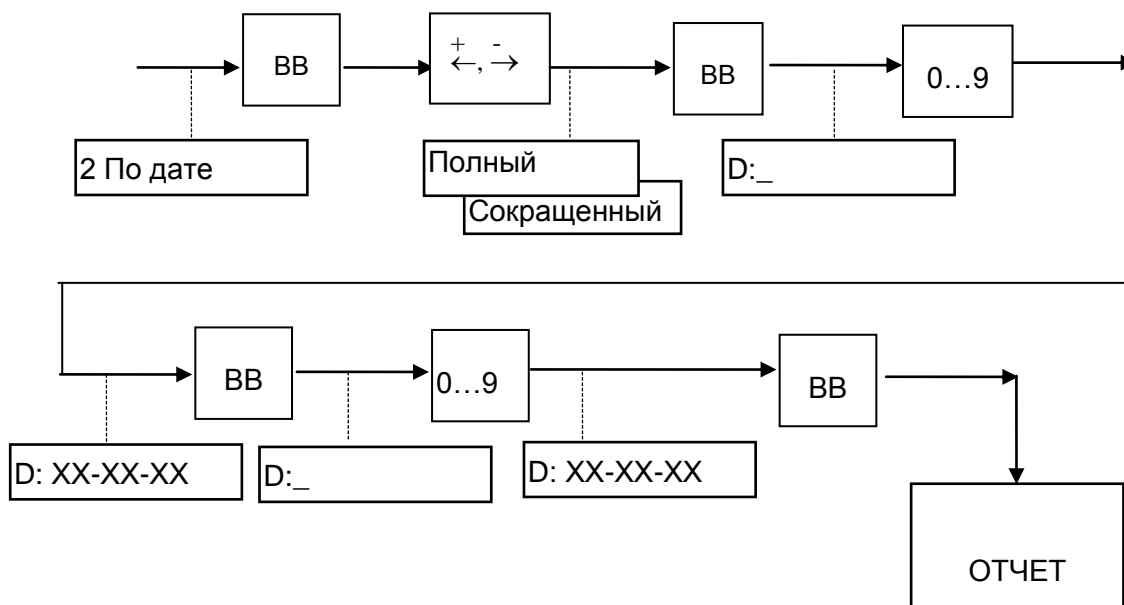 ВВ
+ -
←, →
ВВ
0…9
2 По дате
Полный
Сокращенный
D:_
ВВ
0…9
ВВ
D: XX-XX-XX
D:_
D: XX-XX-XX
ОТЧЕТ